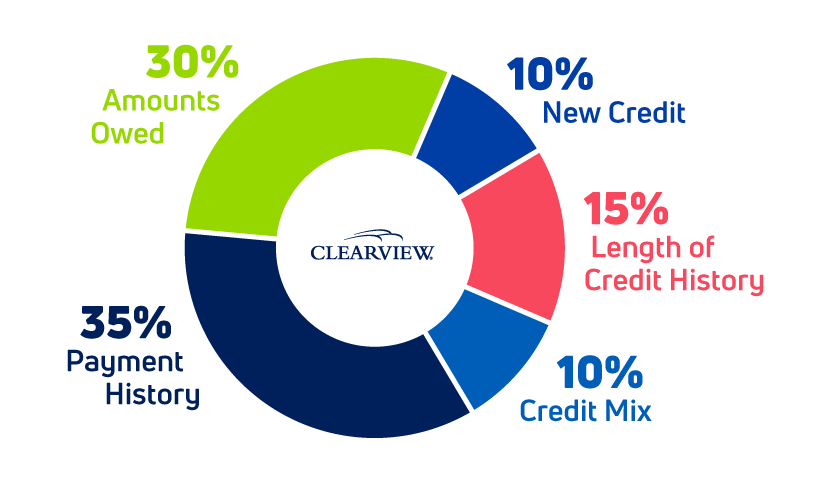 30%
Amounts
Owed
10%
New Credit
15%
Length of
Credit History
10%
Credit Mix
35%
Payment
History
CLEARVIEW